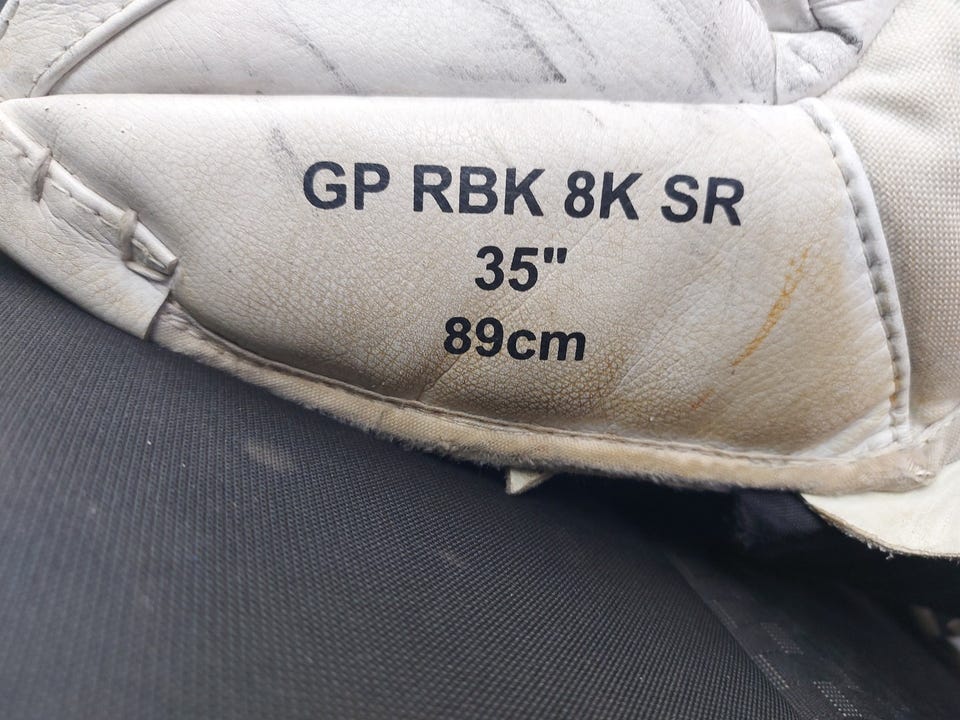 GP RBK 8K SR
35"
89cm